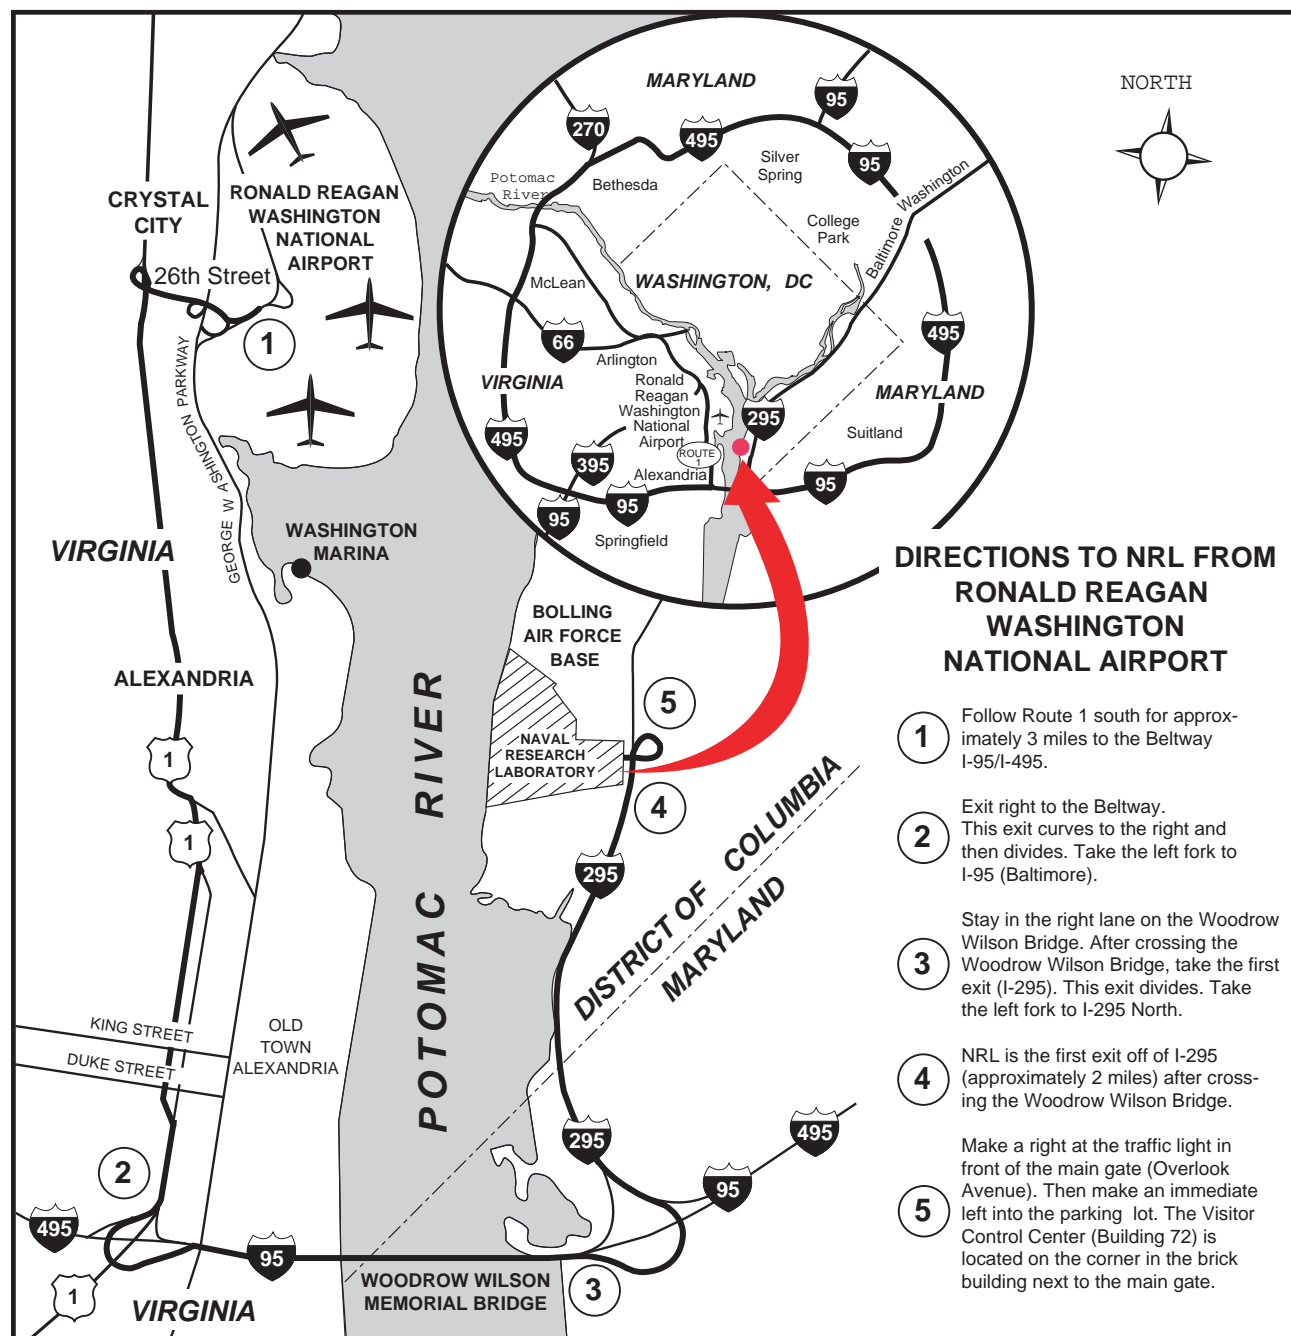 NORTH
MARYLAND
95
270
495
95
Silver
Spring
Potomac
River
Bethesda
Baltimore Washington
College
Park
WASHINGTON, DC
McLean
66
495
Arlington
VIRGINIA
Ronald
Reagan
Washington
National
Airport
MARYLAND
295
Suitland
495
395
ROUTE
1
Alexandria
95
95
95
Springfield
CRYSTAL
CITY
RONALD REAGAN
WASHINGTON
NATIONAL
AIRPORT
26th Street
1
GEORGE W ASHINGTON PARKWAY
WASHINGTON
MARINA
VIRGINIA
ALEXANDRIA
1
1
BOLLING
AIR FORCE
BASE
5
NAVAL
RESEARCH
LABORATORY
4
295
POTOMAC RIVER
DISTRICT OF COLUMBIA
MARYLAND
KING STREET
DUKE STREET
OLD
TOWN
ALEXANDRIA
2
495
1
95
VIRGINIA
WOODROW WILSON
MEMORIAL BRIDGE
3
295
95
495
DIRECTIONS TO NRL FROM
RONALD REAGAN
WASHINGTON
NATIONAL AIRPORT
1
Follow Route 1 south for approx-
imately 3 miles to the Beltway
I-95/I-495.
2
Exit right to the Beltway.
This exit curves to the right and
then divides. Take the left fork to
I-95 (Baltimore).
3
Stay in the right lane on the Woodrow
Wilson Bridge. After crossing the
Woodrow Wilson Bridge, take the first
exit (I-295). This exit divides. Take
the left fork to I-295 North.
4
NRL is the first exit off of I-295
(approximately 2 miles) after cross-
ing the Woodrow Wilson Bridge.
5
Make a right at the traffic light in
front of the main gate (Overlook
Avenue). Then make an immediate
left into the parking lot. The Visitor
Control Center (Building 72) is
located on the corner in the brick
building next to the main gate.